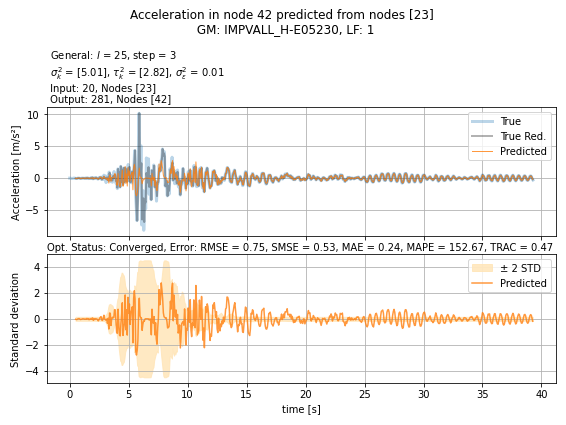 Acceleration in node 42 predicted from nodes [23]
GM: IMPVALL_H-E05230, LF: 1
General: l = 25, step = 3
σ²ₖ = [5.01], τ²ₖ = [2.82], σ²_ε = 0.01
Input: 20, Nodes [23]
Output: 281, Nodes [42]
Acceleration [m/s²]
10
5
0
−5
True
True Red.
Predicted
Opt. Status: Converged, Error: RMSE = 0.75, SMSE = 0.53, MAE = 0.24, MAPE = 152.67, TRAC = 0.47
Standard deviation
4
2
0
−2
−4
± 2 STD
Predicted
0 5 10 15 20 25 30 35 40
time [s]